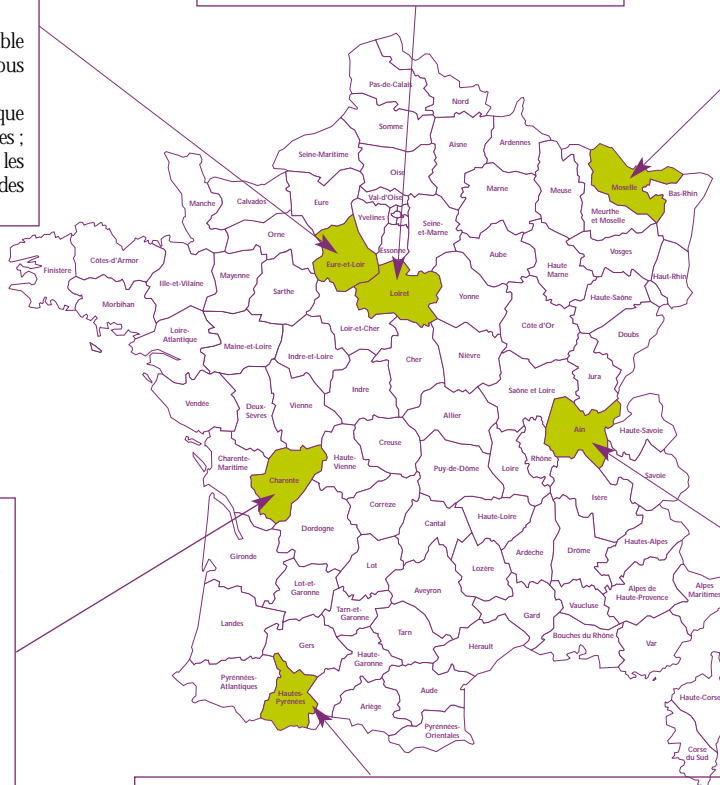 ble
ous
que
es ;
les
des
Pas-de-Calais
Nord
Somme
Aisne
Ardennes
Seine-Maritime
Oise
Manche
Calvados
Eure
Val-d'Oise
Marne
Meuse
Moselle
Bas-Rhin
Yvelines
Seine-
et-Marne
Meurthe
et Moselle
Orne
Essonne
Aube
Vosges
Finistère
Côtes-d'Armor
Eure-et-Loir
Haute
Marne
Haut-Rhin
Ille-et-Vilaine
Mayenne
Sarthe
Loiret
Yonne
Haute-Saône
Morbihan
Loire-
Atlantique
Loir-et-Cher
Côte d'Or
Doubs
Maine-et-Loire
Indre-et-Loire
Cher
Nièvre
Jura
Vendée
Deux-
Sèvres
Vienne
Indre
Saône et Loire
Allier
Ain
Haute-Savoie
Creuse
Charente-
Maritime
Haute-
Vienne
Puy-de-Dôme
Loire
Rhône
Savoie
Charente
Isère
Corrèze
Dordogne
Cantal
Haute-Loire
Gironde
Lot
Ardèche
Drôme
Hautes-Alpes
Lot-et-
Garonne
Lozère
Aveyron
Alpes de
Haute-Provence
Alpes
Maritimes
Landes
Tarn-et-
Garonne
Gard
Vaucluse
Tarn
Bouches du Rhône
Var
Gers
Hérault
Haute-
Garonne
Pyrénnées-
Atlantiques
Hautes-
Pyrénées
Aude
Ariège
Haute-Corse
Pyrénnées-
Orientales
Corse
du Sud